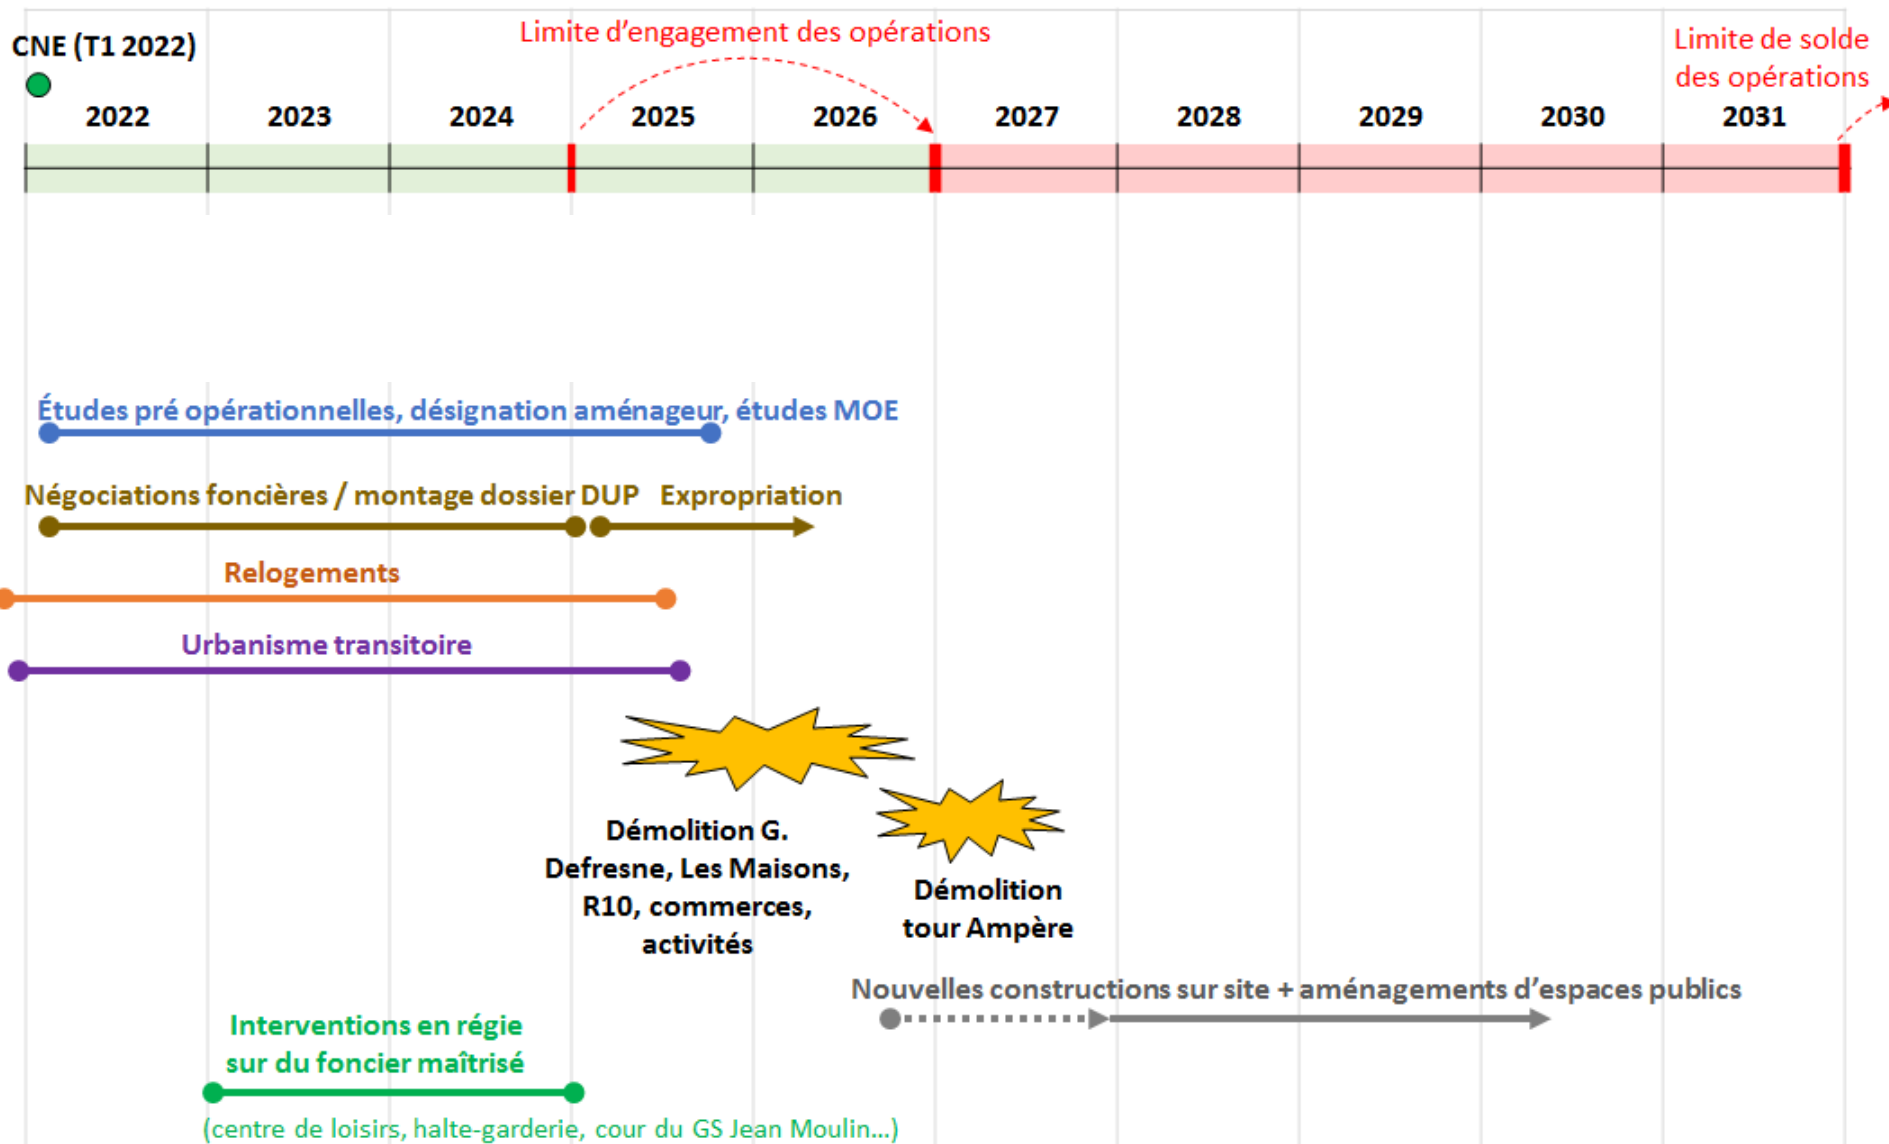 Limite d'engagement des opérations
Limite de solde
des opérations
CNE (T1 2022)
2022 2023 2024 2025 2026 2027 2028 2029 2030 2031
Études pré opérationnelles, désignation aménageur, études MOE
Négociations foncières / montage dossier DUP Expropriation
Relogements
Urbanisme transitoire
Démolition G.
Defresne, Les Maisons,
R10, commerces,
activités
Démolition
tour Ampère
Nouvelles constructions sur site + aménagements d'espaces publics
Interventions en régie
sur du foncier maîtrisé
(centre de loisirs, halte-garderie, cour du GS Jean Moulin...)